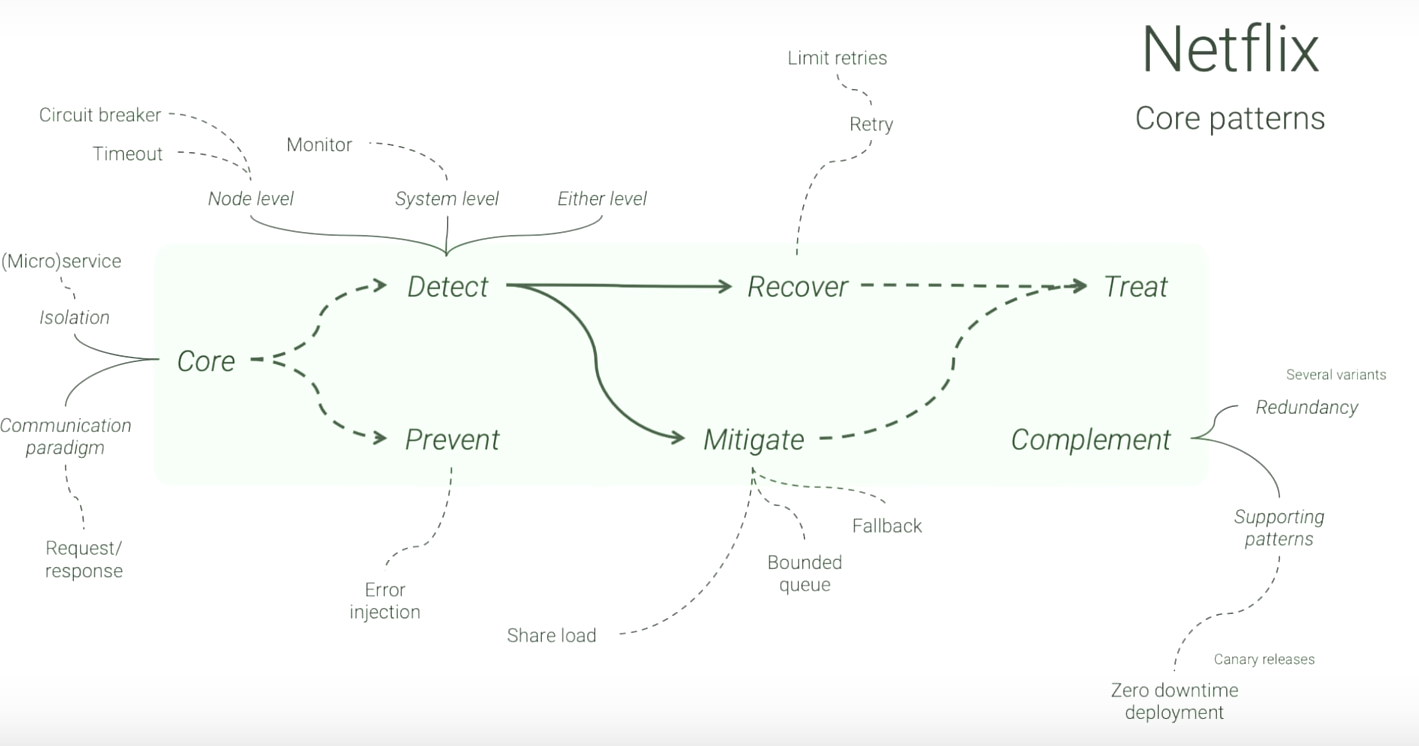 Netflix
Core patterns
Limit retries
Retry
Circuit breaker
Timeout
Monitor
Node level
System level
Either level
(Micro)service
Isolation
Detect
Recover
Treat
Core
Communication
paradigm
Prevent
Mitigate
Complement
Several variants
Redundancy
Request/
response
Error
injection
Share load
Bounded
queue
Fallback
Supporting
patterns
Canary releases
Zero downtime
deployment